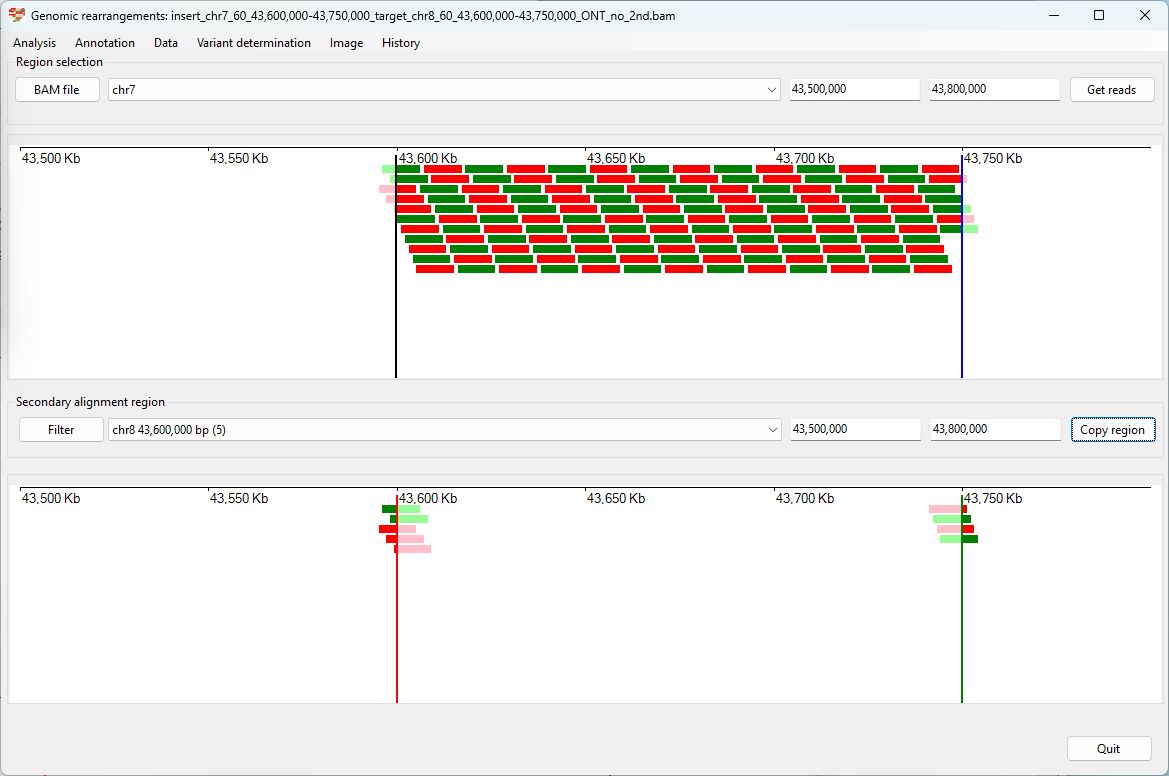 Genomic rearrangements: insert_chr7_60_43,600,000-43,750,000_target_chr8_60_43,600,000-43,750,000_ONT_no_2nd.bam
Analysis Annotation Data Variant determination Image History
Region selection
BAM file chr7 43,500,000 43,800,000 Get reads
43,500 Kb 43,550 Kb 43,600 Kb 43,650 Kb 43,700 Kb 43,750 Kb
Secondary alignment region
Filter chr8 43,600,000 bp (5) 43,500,000 43,800,000 Copy region
43,500 Kb 43,550 Kb 43,600 Kb 43,650 Kb 43,700 Kb 43,750 Kb
Quit